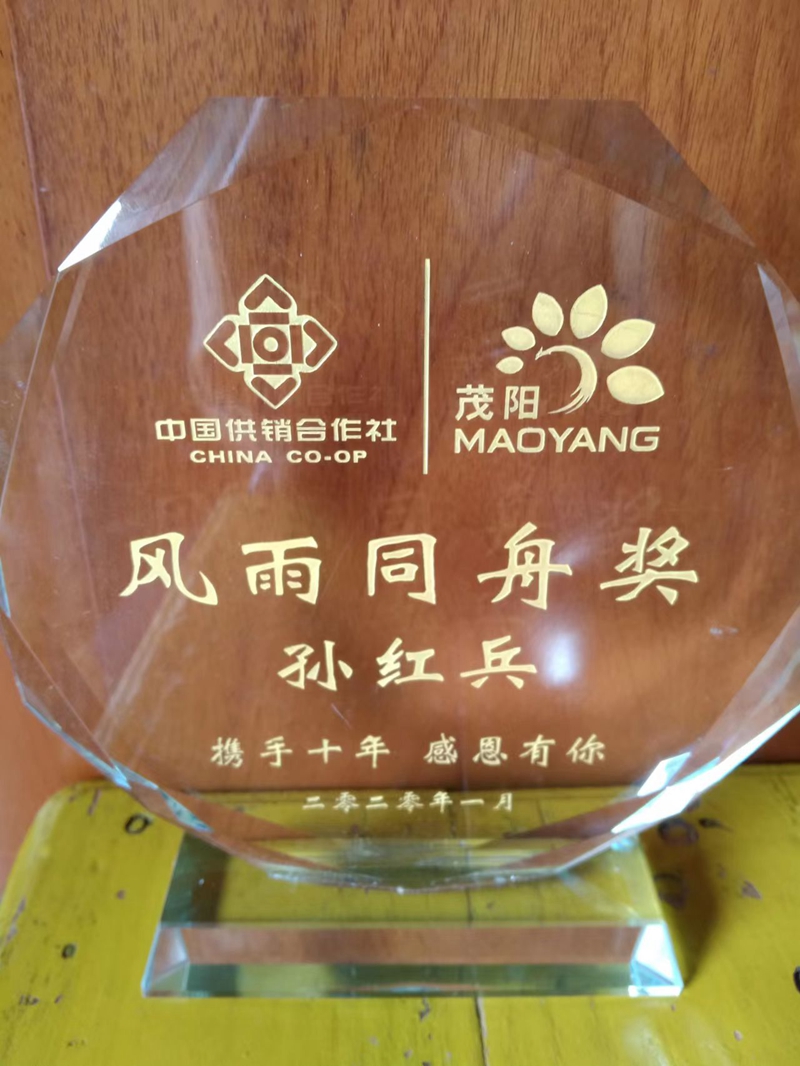 中国供销合作社
CHINA CO-OP
茂阳
MAOYANG
风雨同舟奖
孙红兵
携手十年 感恩有你
二零二零年一月